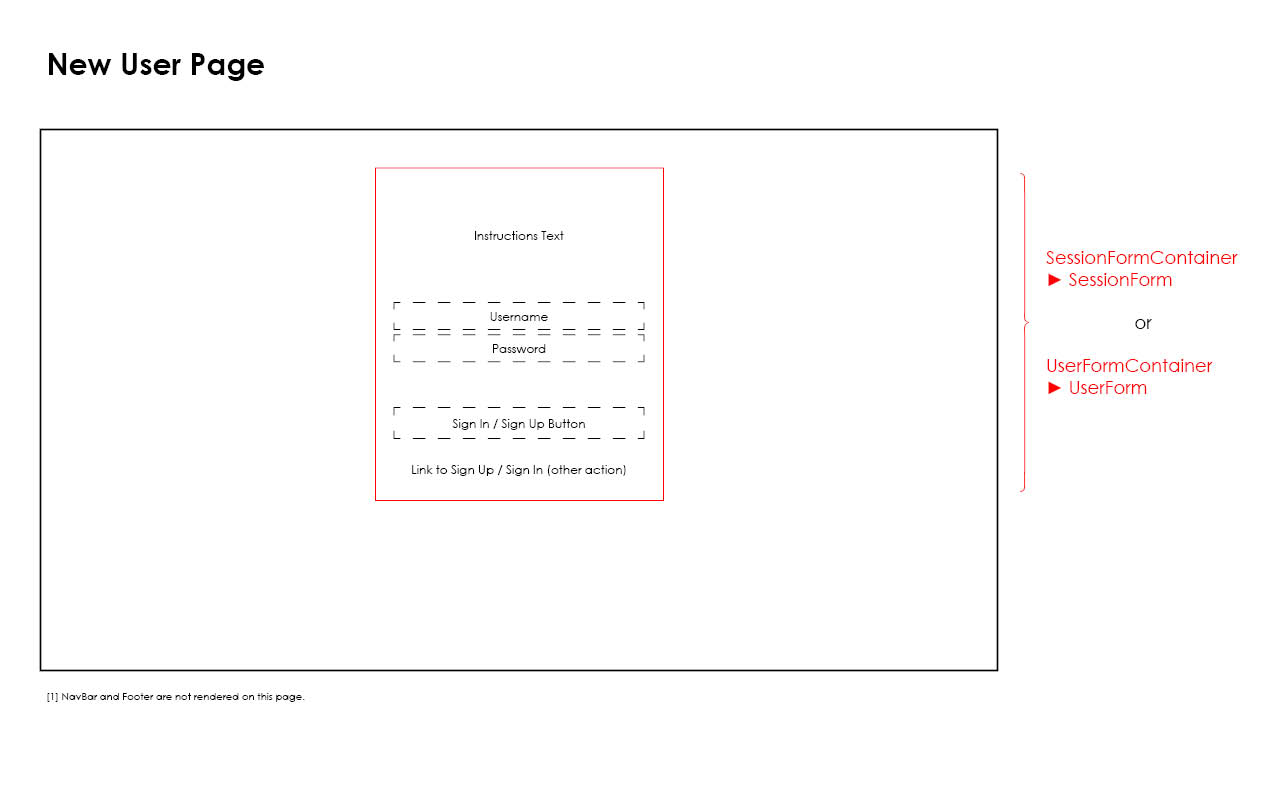 New User Page
Instructions Text
Username
Password
Sign In / Sign Up Button
Link to Sign Up / Sign In (other action)
SessionFormContainer
► SessionForm
or
UserFormContainer
► UserForm
[1] NavBar and Footer are not rendered on this page.